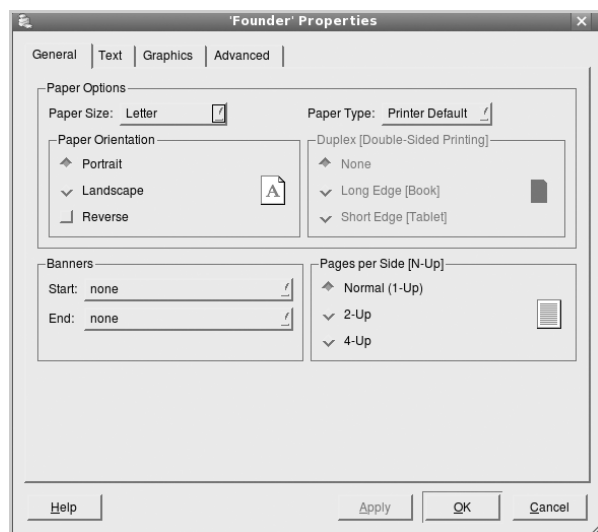 'Founder' Properties
General Text Graphics Advanced
Paper Options
Paper Size: Letter
Paper Type: Printer Default
Paper Orientation
Portrait
Landscape
A
Reverse
Duplex [Double-Sided Printing]
None
Long Edge [Book]
Short Edge [Tablet]
Banners
Start: none
End: none
Pages per Side [N-Up]
Normal (1-Up)
2-Up
4-Up
Help Apply OK Cancel